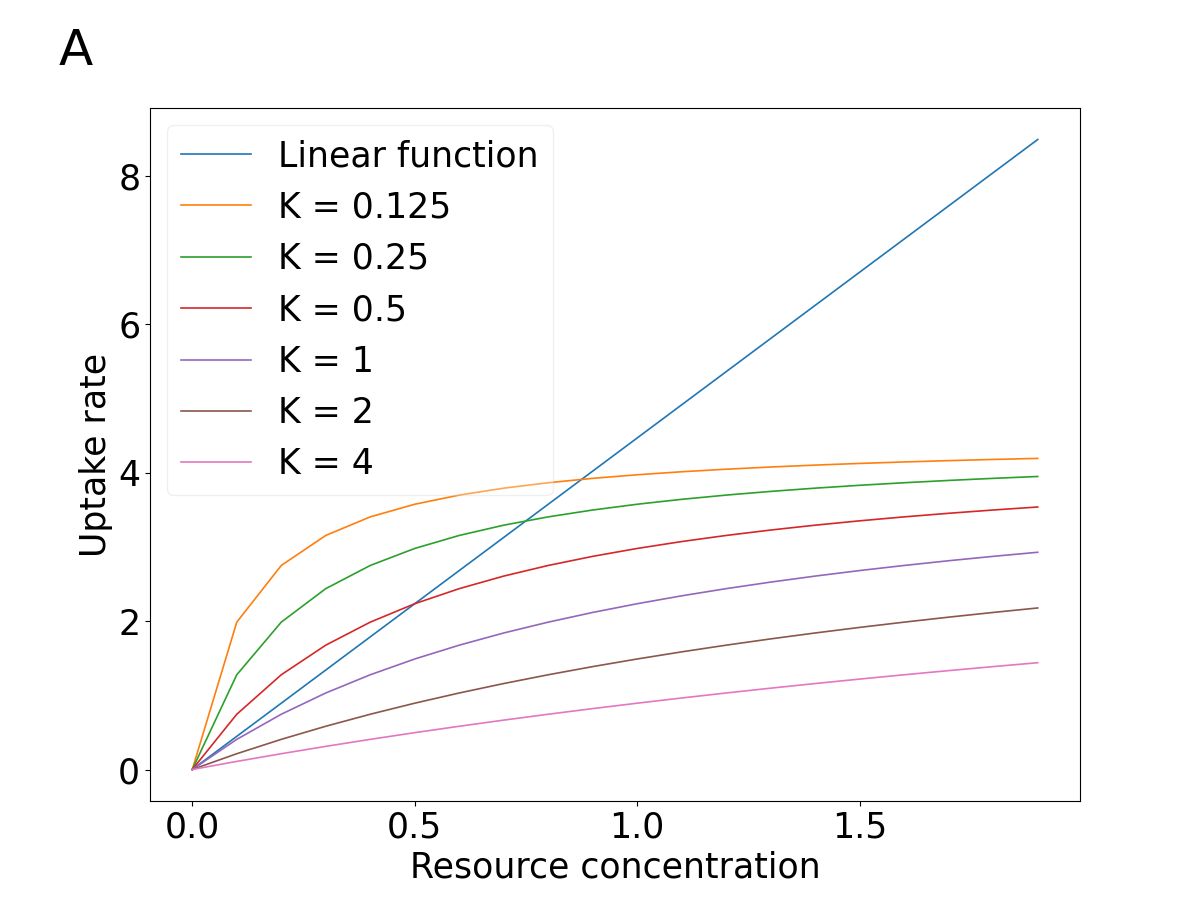 A
Linear function
K = 0.125
K = 0.25
K = 0.5
K = 1
K = 2
K = 4
8
6
4
2
0
Uptake rate
0.0 0.5 1.0 1.5
Resource concentration